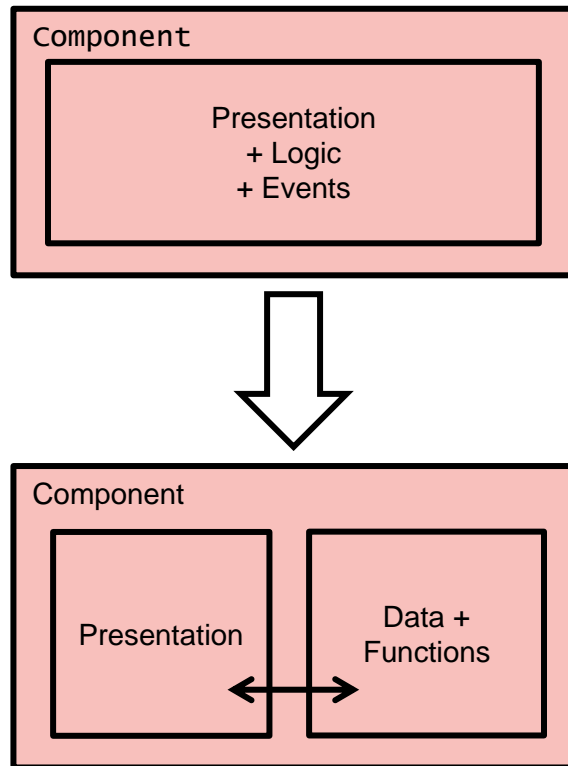 Component
Presentation
+ Logic
+ Events
Component
Presentation
Data +
Functions